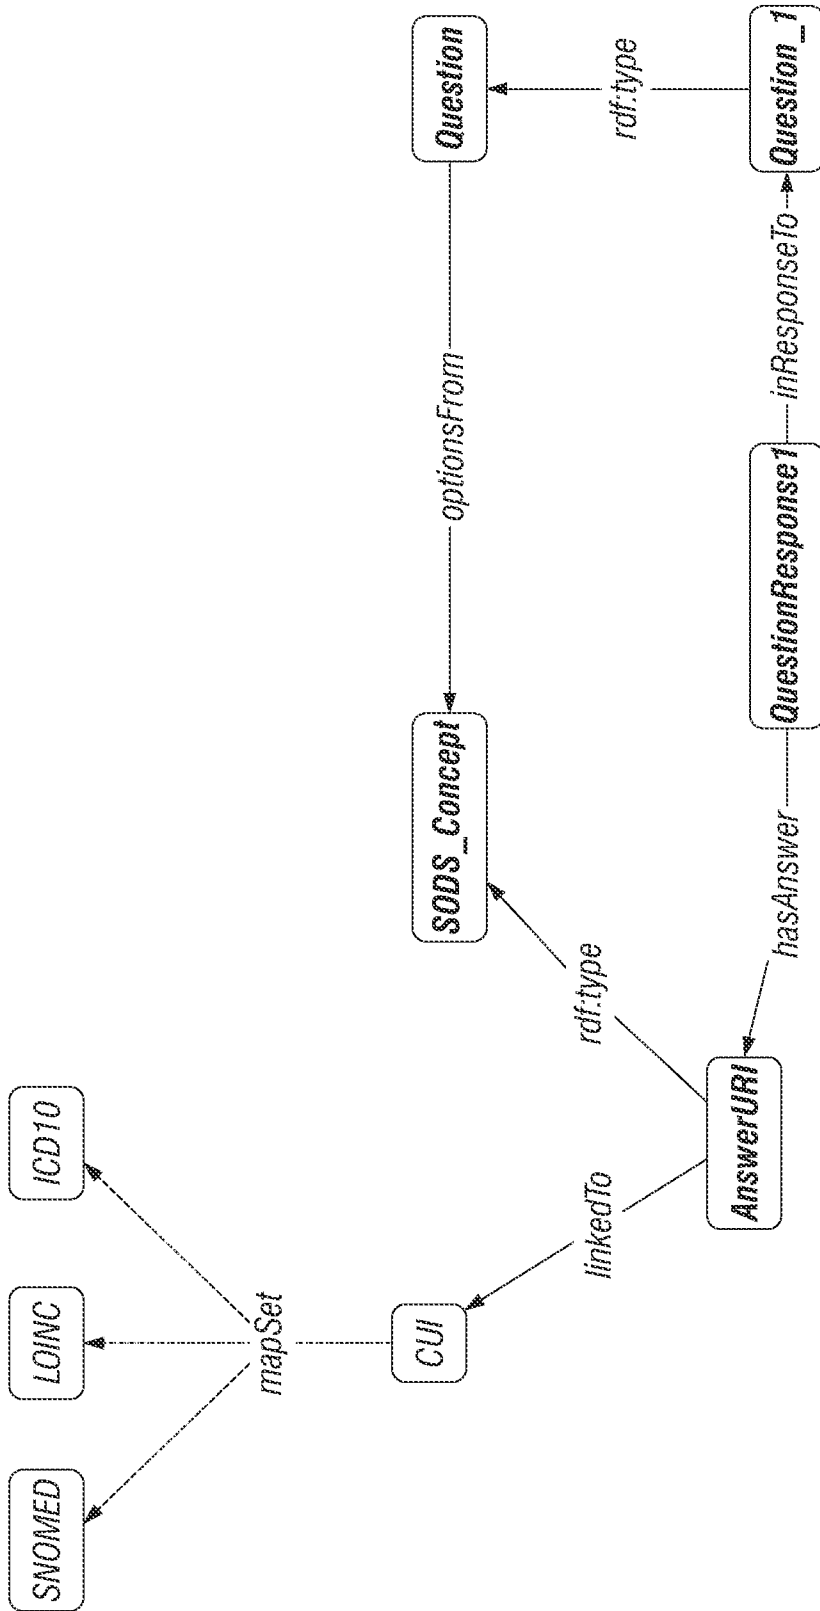 SNOMED
LOINC
ICD10
mapSet
CUI
SODS_Concept
optionsFrom
Question
linkedTo
rdf:type
rdf:type
AnswerURI
hasAnswer
QuestionResponse1
inResponseTo
Question_1